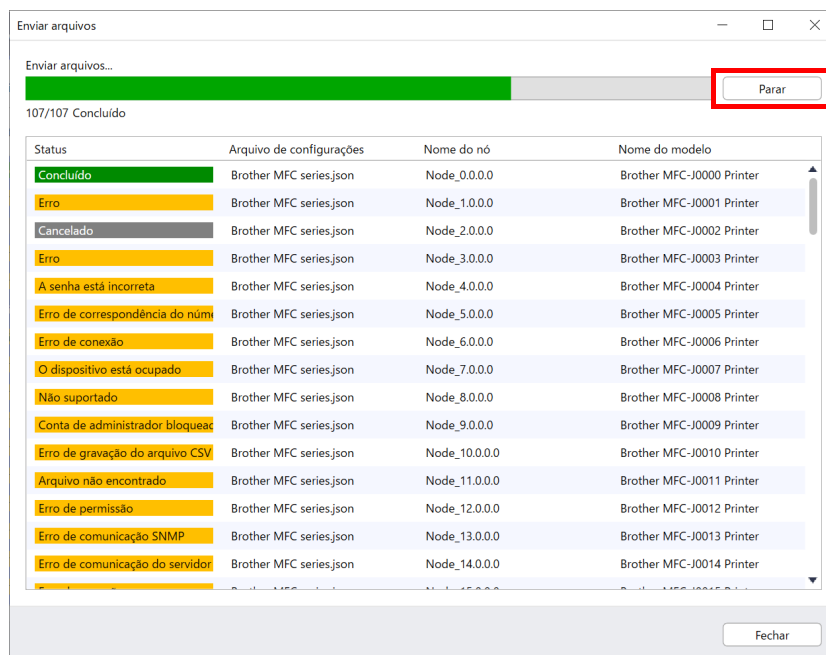 Enviar arquivos
Enviar arquivos...
Parar
107/107 Concluído
Status Arquivo de configurações Nome do nó Nome do modelo
Concluído Brother MFC series.json Node_0.0.0.0 Brother MFC-J0000 Printer
Erro Brother MFC series.json Node_1.0.0.0 Brother MFC-J0001 Printer
Cancelado Brother MFC series.json Node_2.0.0.0 Brother MFC-J0002 Printer
Erro Brother MFC series.json Node_3.0.0.0 Brother MFC-J0003 Printer
A senha está incorreta Brother MFC series.json Node_4.0.0.0 Brother MFC-J0004 Printer
Erro de correspondência do núme Brother MFC series.json Node_5.0.0.0 Brother MFC-J0005 Printer
Erro de conexão Brother MFC series.json Node_6.0.0.0 Brother MFC-J0006 Printer
O dispositivo está ocupado Brother MFC series.json Node_7.0.0.0 Brother MFC-J0007 Printer
Não suportado Brother MFC series.json Node_8.0.0.0 Brother MFC-J0008 Printer
Conta de administrador bloqueac Brother MFC series.json Node_9.0.0.0 Brother MFC-J0009 Printer
Erro de gravação do arquivo CSV Brother MFC series.json Node_10.0.0.0 Brother MFC-J0010 Printer
Arquivo não encontrado Brother MFC series.json Node_11.0.0.0 Brother MFC-J0011 Printer
Erro de permissão Brother MFC series.json Node_12.0.0.0 Brother MFC-J0012 Printer
Erro de comunicação SNMP Brother MFC series.json Node_13.0.0.0 Brother MFC-J0013 Printer
Erro de comunicação do servidor Brother MFC series.json Node_14.0.0.0 Brother MFC-J0014 Printer
Fechar